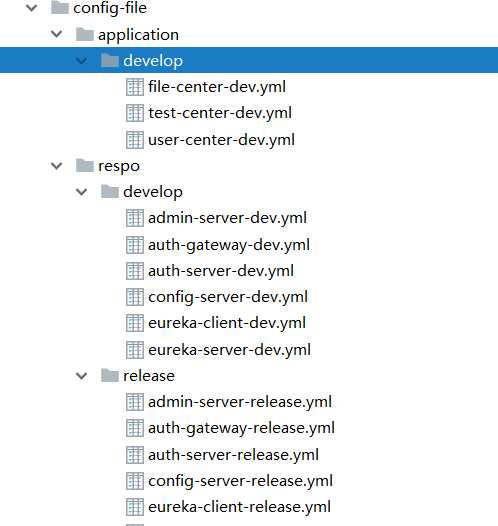 config-file
application
develop
file-center-dev.yml
test-center-dev.yml
user-center-dev.yml
respo
develop
admin-server-dev.yml
auth-gateway-dev.yml
auth-server-dev.yml
config-server-dev.yml
eureka-client-dev.yml
eureka-server-dev.yml
release
admin-server-release.yml
auth-gateway-release.yml
auth-server-release.yml
config-server-release.yml
eureka-client-release.yml